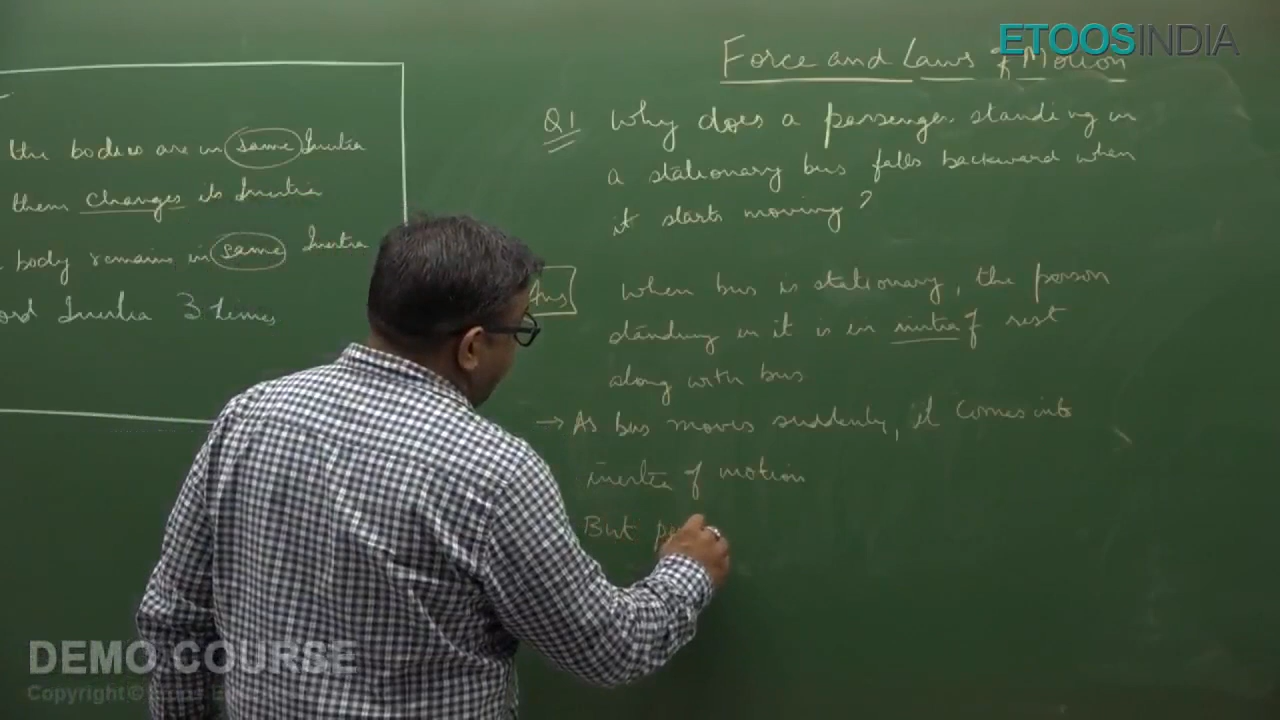 ETOOSINDIA
Force and Laws of Motion
the bodies are in same Inertia
them changes its Inertia
body remains in same Inertia
ord Inertia 3 times
Q1 Why does a passenger standing in
a stationary bus falls backward when
it starts moving ?
Ans When bus is stationary, the person
standing in it is in inertia of rest
along with bus
→ As bus moves suddenly, it comes into
inertia of motion
But pe
DEMO COURSE
Copyright ©